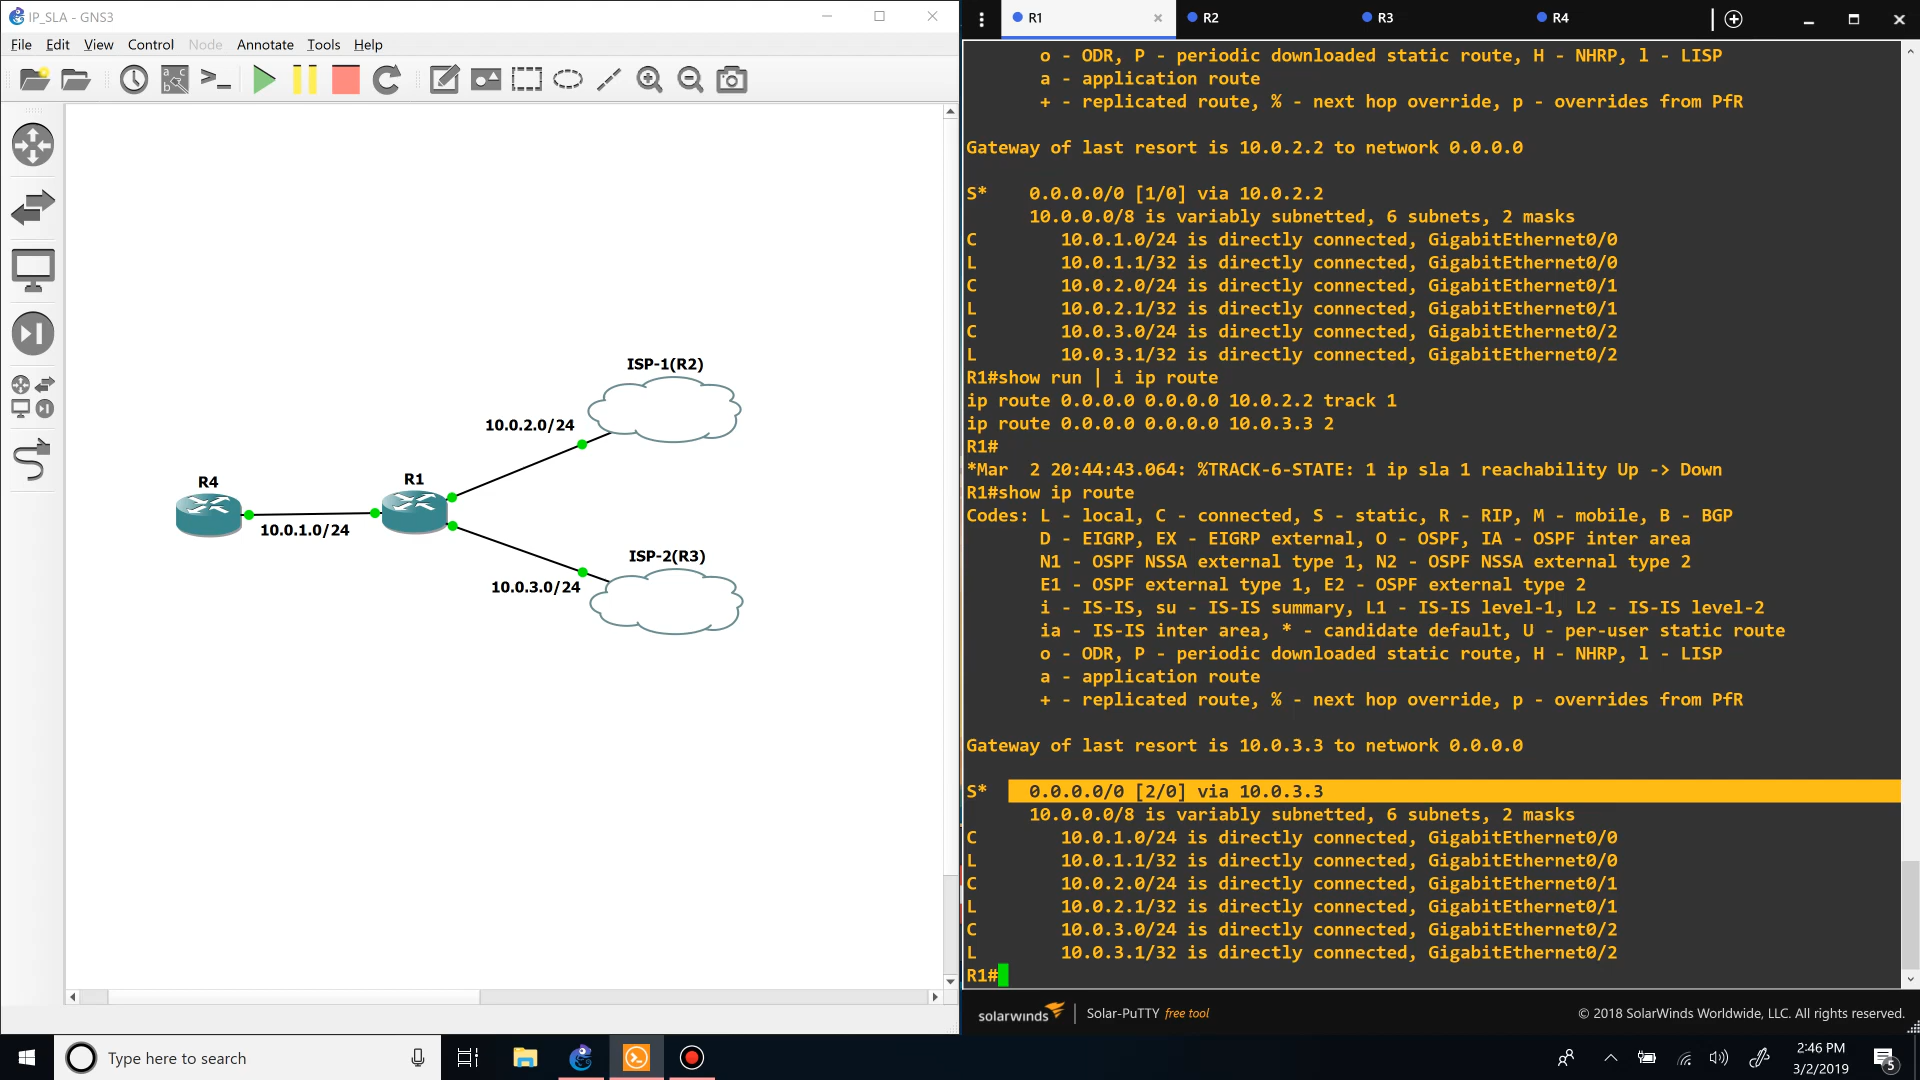 IP_SLA - GNS3
File Edit View Control Node Annotate Tools Help
ISP-1(R2)
10.0.2.0/24
R4
R1
10.0.1.0/24
ISP-2(R3)
10.0.3.0/24
R1 R2 R3 R4
o - ODR, P - periodic downloaded static route, H - NHRP, l - LISP
a - application route
+ - replicated route, % - next hop override, p - overrides from PfR
Gateway of last resort is 10.0.2.2 to network 0.0.0.0
S* 0.0.0.0/0 [1/0] via 10.0.2.2
10.0.0.0/8 is variably subnetted, 6 subnets, 2 masks
C 10.0.1.0/24 is directly connected, GigabitEthernet0/0
L 10.0.1.1/32 is directly connected, GigabitEthernet0/0
C 10.0.2.0/24 is directly connected, GigabitEthernet0/1
L 10.0.2.1/32 is directly connected, GigabitEthernet0/1
C 10.0.3.0/24 is directly connected, GigabitEthernet0/2
L 10.0.3.1/32 is directly connected, GigabitEthernet0/2
R1#show run | i ip route
ip route 0.0.0.0 0.0.0.0 10.0.2.2 track 1
ip route 0.0.0.0 0.0.0.0 10.0.3.3 2
R1#
*Mar  2 20:44:43.064: %TRACK-6-STATE: 1 ip sla 1 reachability Up -> Down
R1#show ip route
Codes: L - local, C - connected, S - static, R - RIP, M - mobile, B - BGP
D - EIGRP, EX - EIGRP external, O - OSPF, IA - OSPF inter area
N1 - OSPF NSSA external type 1, N2 - OSPF NSSA external type 2
E1 - OSPF external type 1, E2 - OSPF external type 2
i - IS-IS, su - IS-IS summary, L1 - IS-IS level-1, L2 - IS-IS level-2
ia - IS-IS inter area, * - candidate default, U - per-user static route
o - ODR, P - periodic downloaded static route, H - NHRP, l - LISP
a - application route
+ - replicated route, % - next hop override, p - overrides from PfR
Gateway of last resort is 10.0.3.3 to network 0.0.0.0
S* 0.0.0.0/0 [2/0] via 10.0.3.3
10.0.0.0/8 is variably subnetted, 6 subnets, 2 masks
C 10.0.1.0/24 is directly connected, GigabitEthernet0/0
L 10.0.1.1/32 is directly connected, GigabitEthernet0/0
C 10.0.2.0/24 is directly connected, GigabitEthernet0/1
L 10.0.2.1/32 is directly connected, GigabitEthernet0/1
C 10.0.3.0/24 is directly connected, GigabitEthernet0/2
L 10.0.3.1/32 is directly connected, GigabitEthernet0/2
R1#
solarwinds | Solar-PuTTY free tool © 2018 SolarWinds Worldwide, LLC. All rights reserved.
Type here to search
2:46 PM
3/2/2019
5